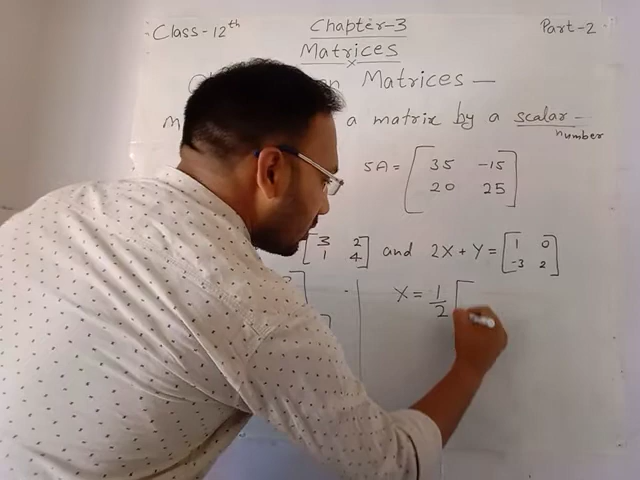 Class-12th Chapter-3 Part-2
Matrices
on Matrices —
a matrix by a scalar -
number
5A = [ 35 -15
20 25 ]
[ 3 2
1 4 ] and 2X + Y = [ 1 0
-3 2 ]
X = 1/2 [